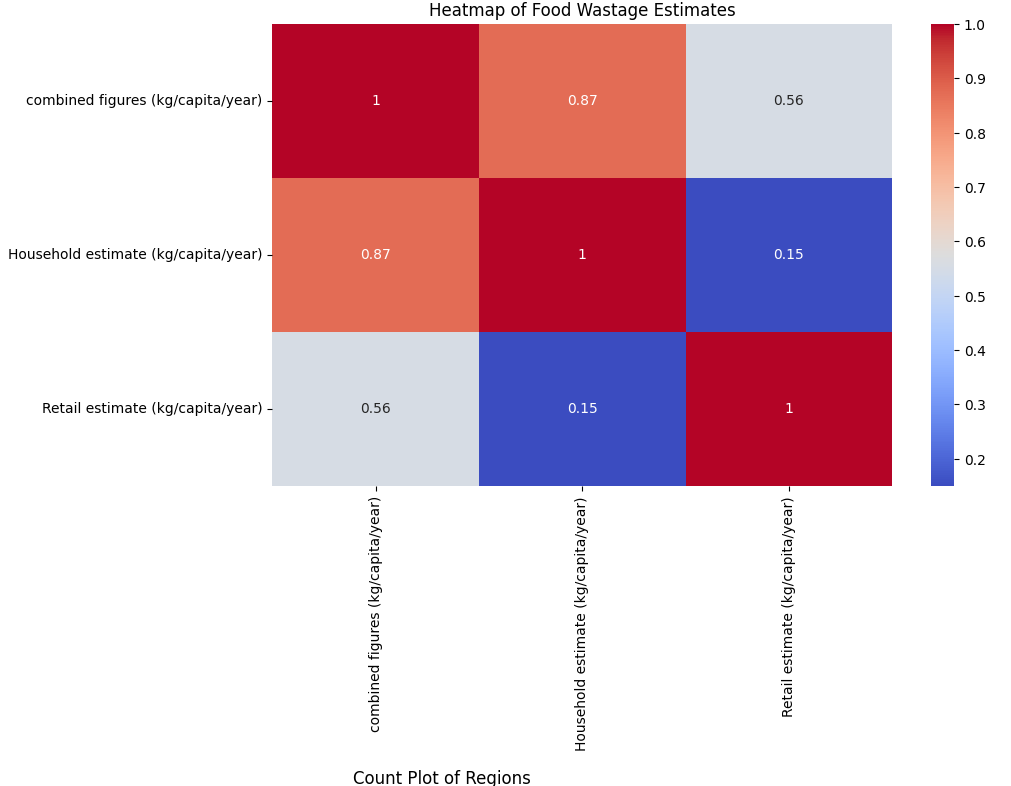 Heatmap of Food Wastage Estimates
combined figures (kg/capita/year)
1
0.87
0.56
Household estimate (kg/capita/year)
0.87
1
0.15
Retail estimate (kg/capita/year)
0.56
0.15
1
1.0
0.9
0.8
0.7
0.6
0.5
0.4
0.3
0.2
combined figures (kg/capita/year)
Household estimate (kg/capita/year)
Retail estimate (kg/capita/year)
Count Plot of Regions